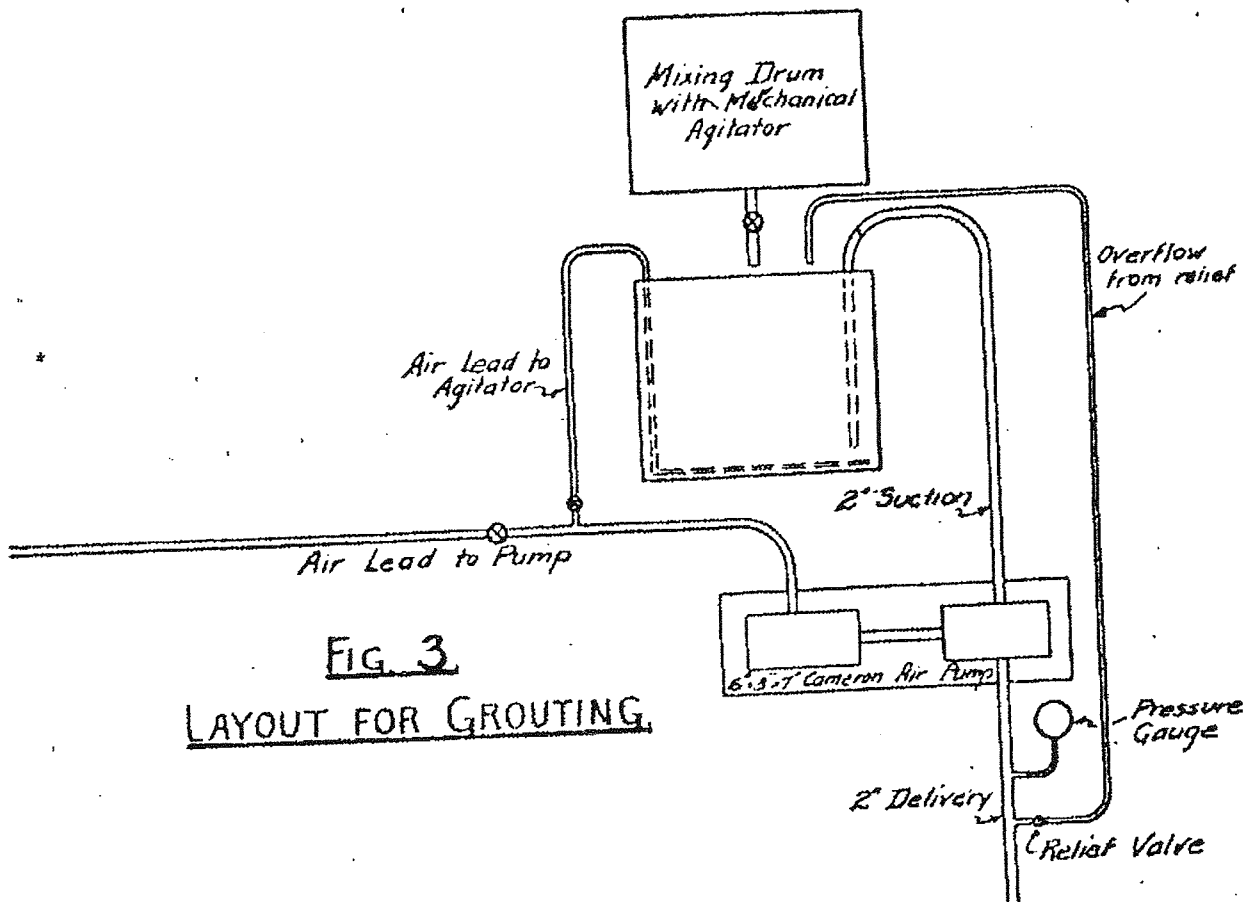 Mixing Drum
with Mechanical
Agitator
Overflow
from relief
Air Lead to
Agitator
2" Suction
Air Lead to Pump
Cameron Air Pump
FIG. 3
LAYOUT FOR GROUTING.
Pressure
Gauge
2" Delivery
Relief Valve